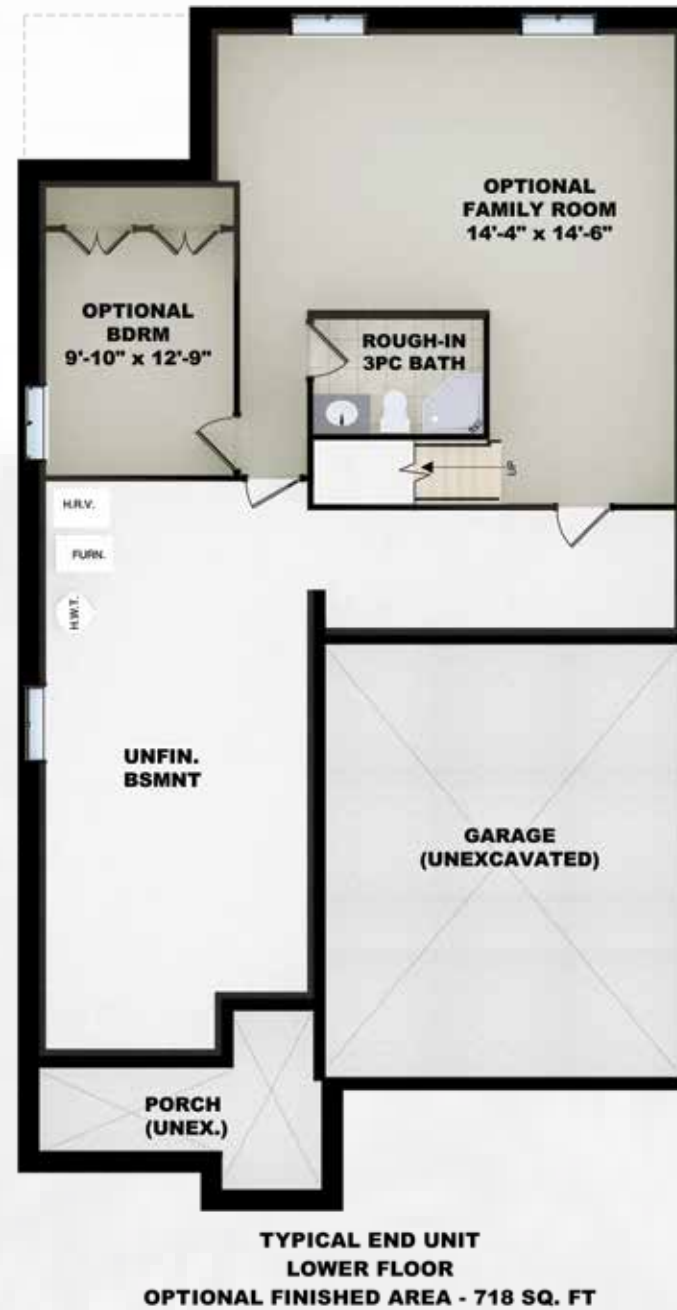 OPTIONAL
FAMILY ROOM
14'-4" x 14'-6"
OPTIONAL
BDRM
9'-10" x 12'-9"
ROUGH-IN
3PC BATH
UP
H.R.V.
FURN.
H.W.T.
UNFIN.
BSMNT
GARAGE
(UNEXCAVATED)
PORCH
(UNEX.)
TYPICAL END UNIT
LOWER FLOOR
OPTIONAL FINISHED AREA - 718 SQ. FT